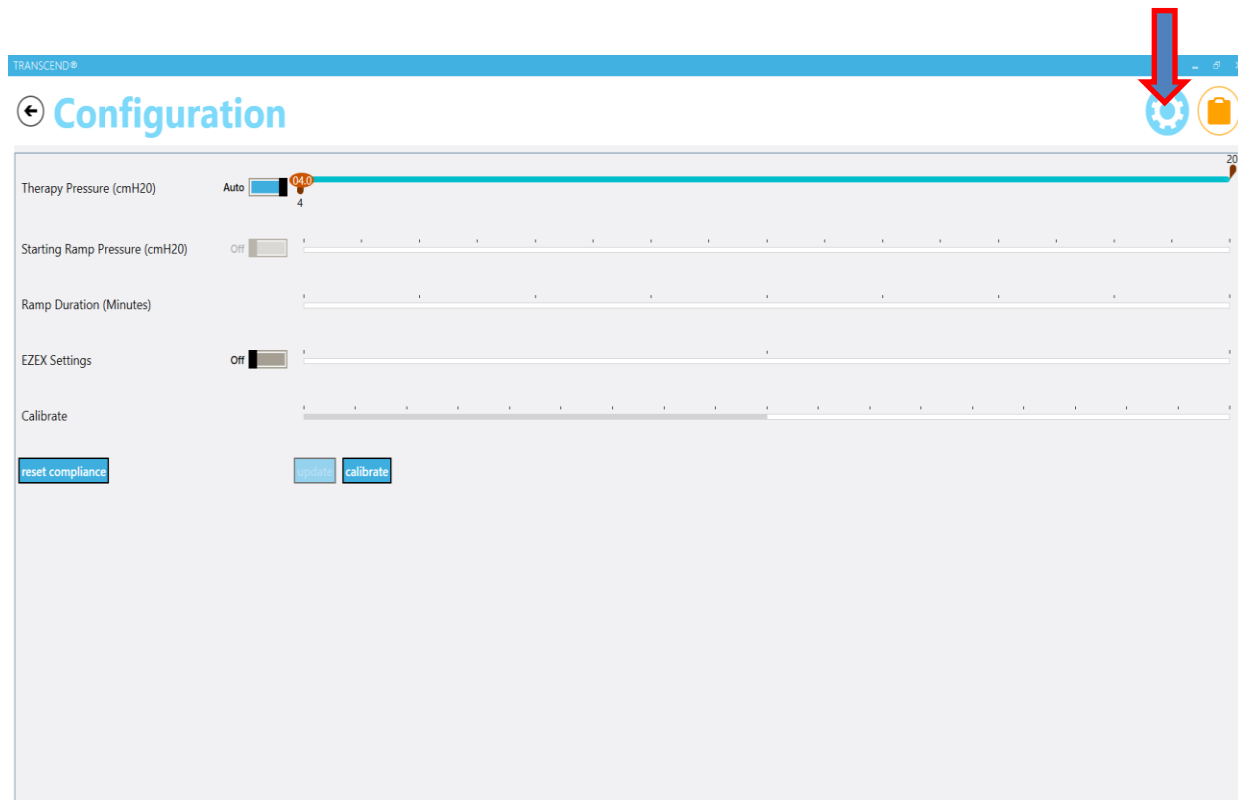 TRANSCEND®
Configuration
20
Therapy Pressure (cmH20) Auto 04.0
4
Starting Ramp Pressure (cmH20) Off
Ramp Duration (Minutes)
EZEX Settings Off
Calibrate
reset compliance update calibrate